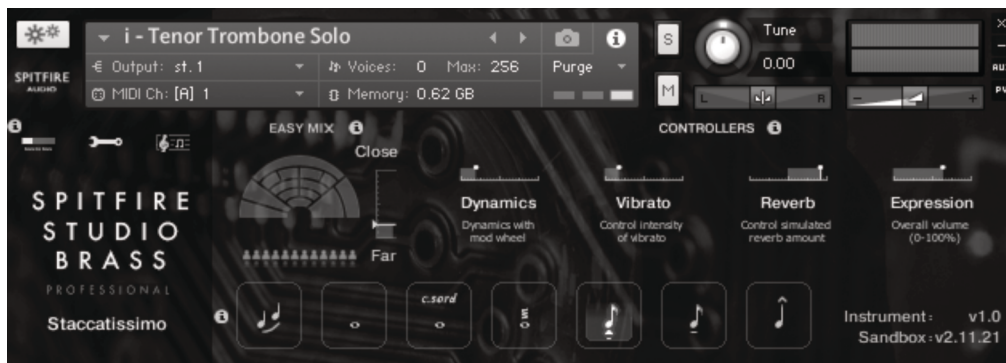 i - Tenor Trombone Solo
Output: st.1
Voices: 0 Max: 256
Purge
MIDI Ch: [A] 1
Memory: 0.62 GB
S
M
Tune
0.00
L
R
SPITFIRE
AUDIO
EASY MIX
Close
Far
CONTROLLERS
Dynamics
Dynamics with
mod wheel
Vibrato
Control intensity
of vibrato
Reverb
Control simulated
reverb amount
Expression
Overall volume
(0-100%)
SPITFIRE
STUDIO
BRASS
PROFESSIONAL
Staccatissimo
c.sord
Instrument: v1.0
Sandbox: v2.11.21